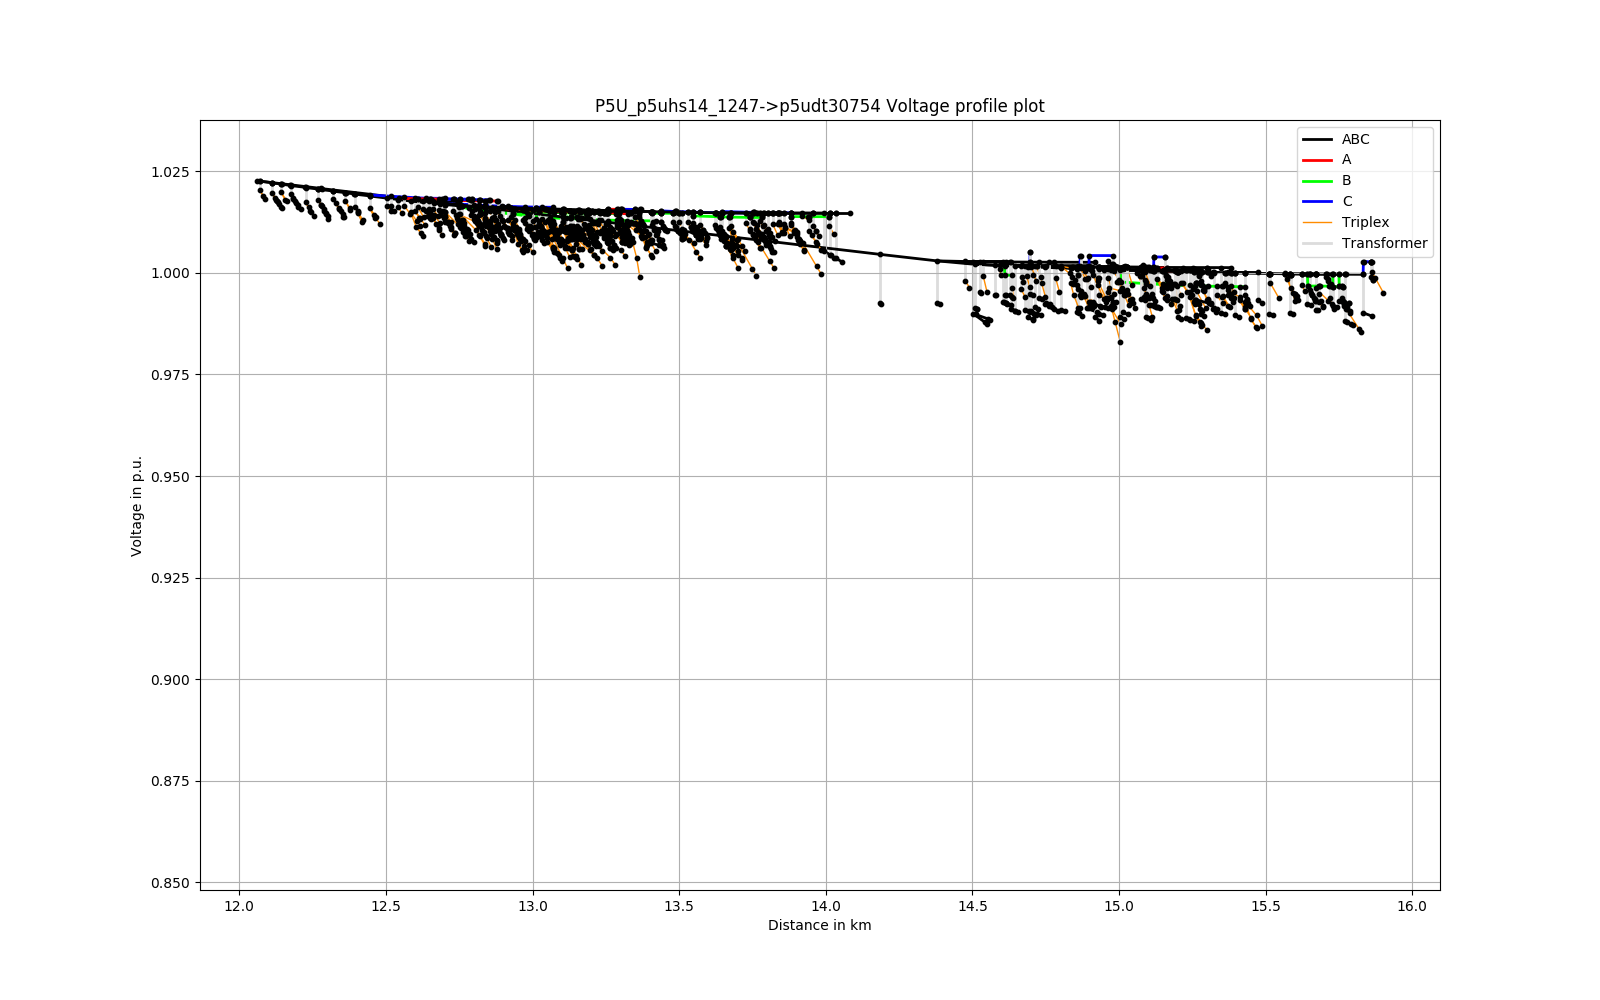 P5U_p5uhs14_1247->p5udt30754 Voltage profile plot
ABC
A
B
C
Triplex
Transformer
1.025
1.000
0.975
0.950
0.925
0.900
0.875
0.850
Voltage in p.u.
12.0 12.5 13.0 13.5 14.0 14.5 15.0 15.5 16.0
Distance in km